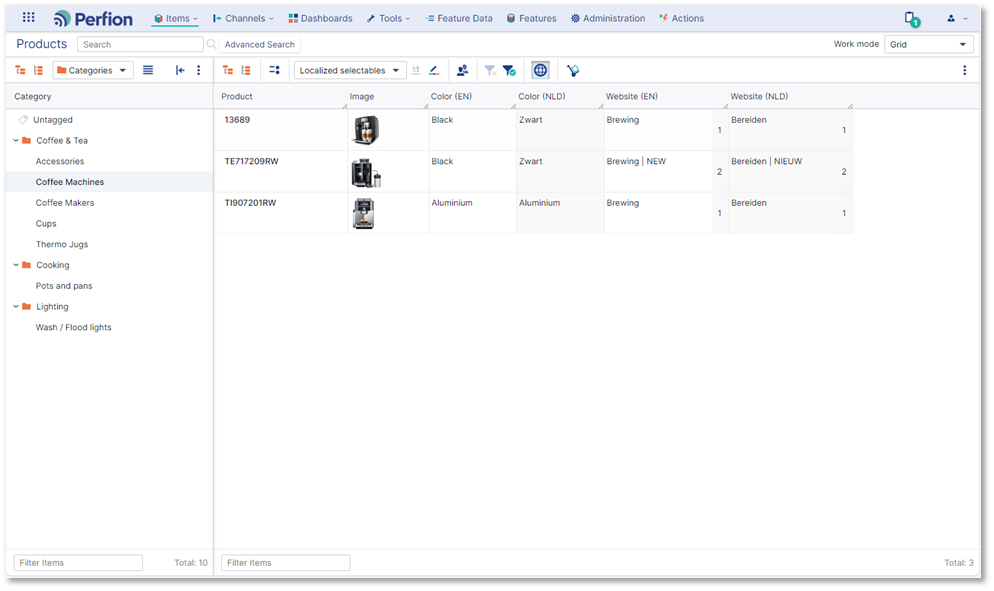 Perfion Items Channels Dashboards Tools Feature Data Features Administration Actions 1
Products Search Advanced Search Work mode Grid
Categories Localized selectables
Category Product Image Color (EN) Color (NLD) Website (EN) Website (NLD)
Untagged
Coffee & Tea
Accessories
Coffee Machines
Coffee Makers
Cups
Thermo Jugs
Cooking
Pots and pans
Lighting
Wash / Flood lights
13689 Black Zwart Brewing 1 Bereiden 1
TE717209RW Black Zwart Brewing | NEW 2 Bereiden | NIEUW 2
TI907201RW Aluminium Aluminium Brewing 1 Bereiden 1
Filter Items Total: 10 Filter Items Total: 3